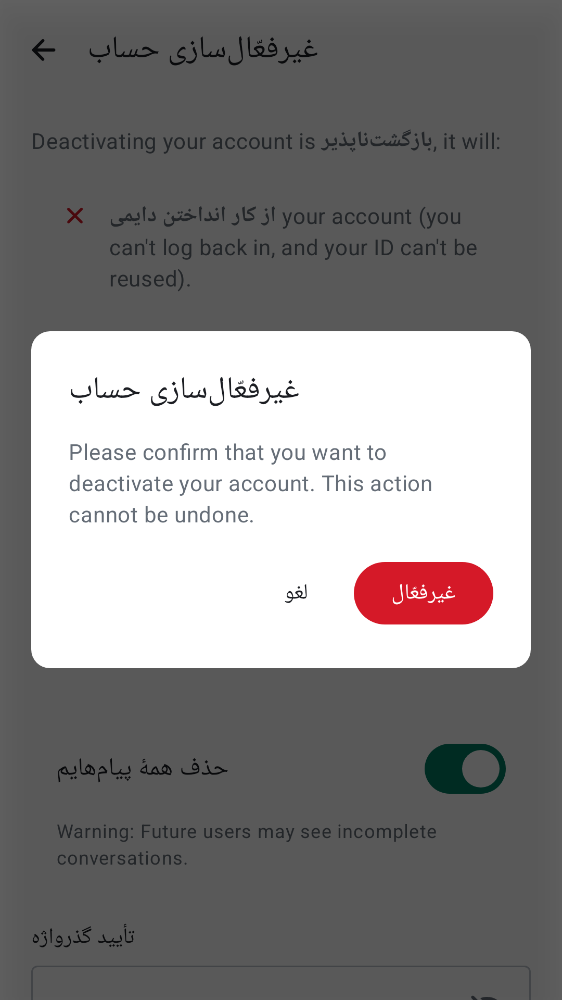 غیرفعّال‌سازی حساب
Deactivating your account is بازگشت‌ناپذیر, it will:
از کار انداختن دایمی your account (you
can't log back in, and your ID can't be
reused).
غیرفعّال‌سازی حساب
Please confirm that you want to
deactivate your account. This action
cannot be undone.
لغو
غیرفعّال
حذف همهٔ پیام‌هایم
Warning: Future users may see incomplete
conversations.
تأیید گذرواژه